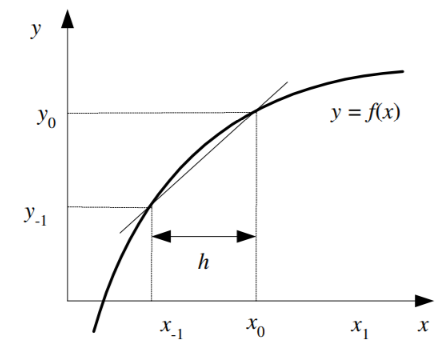 y
y₀
y = f(x)
y₋₁
h
x₋₁ x₀ x₁ x